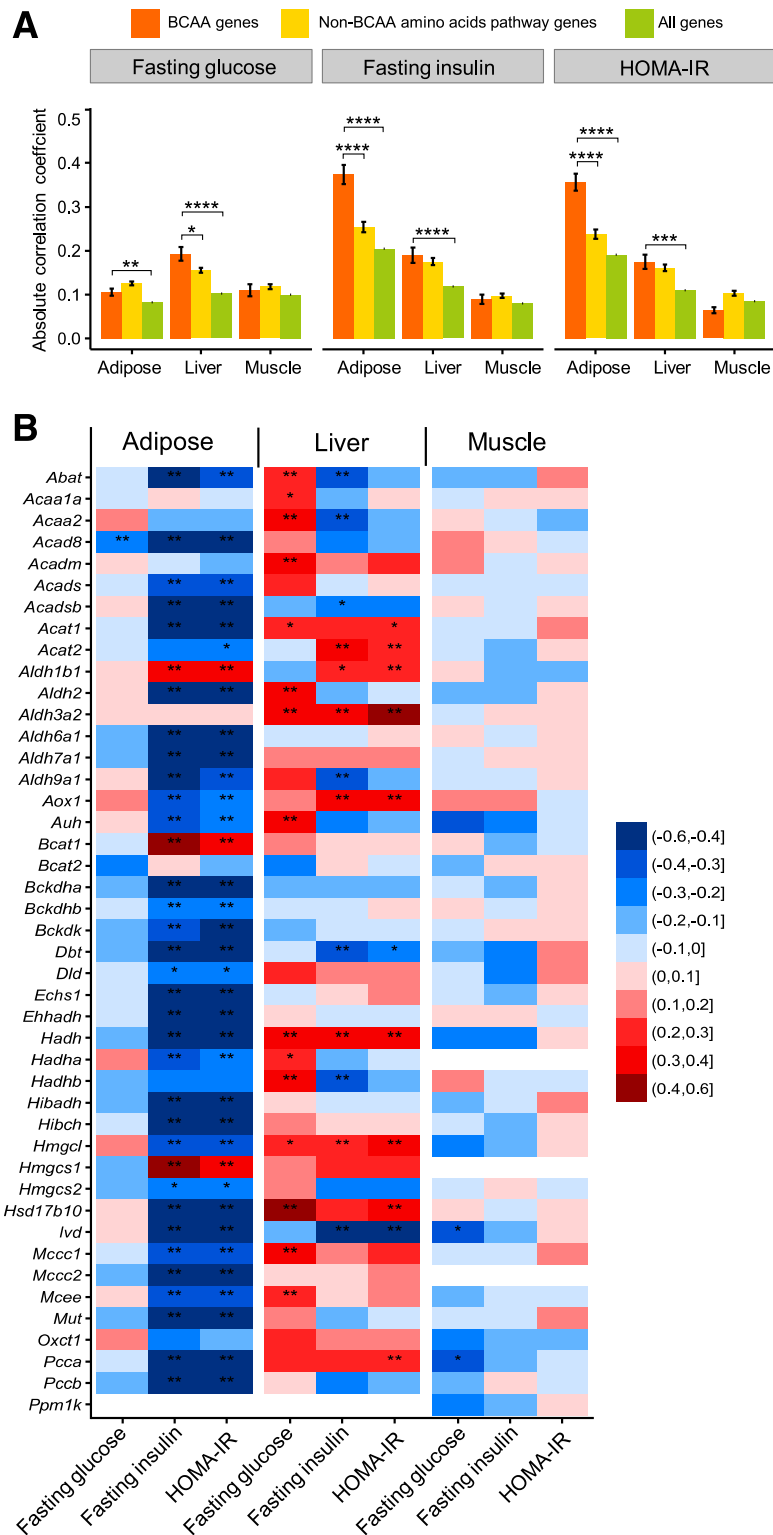 A
BCAA genes Non-BCAA amino acids pathway genes All genes
Fasting glucose Fasting insulin HOMA-IR
Absolute correlation coeffcient
0.5
0.4
0.3
0.2
0.1
0.0
** * **** **** **** **** **** **** ***
Adipose Liver Muscle Adipose Liver Muscle Adipose Liver Muscle
B
Adipose Liver Muscle
Abat ** ** ** **
Acaa1a *
Acaa2 ** **
Acad8 ** ** **
Acadm **
Acads ** **
Acadsb ** ** *
Acat1 ** ** * *
Acat2 * ** **
Aldh1b1 ** ** * **
Aldh2 ** ** **
Aldh3a2 ** ** **
Aldh6a1 ** **
Aldh7a1 ** **
Aldh9a1 ** ** **
Aox1 ** ** ** **
Auh ** ** **
Bcat1 ** **
Bcat2
Bckdha ** **
Bckdhb ** **
Bckdk ** **
Dbt ** ** ** *
Dld * *
Echs1 ** **
Ehhadh ** **
Hadh ** ** ** ** **
Hadha ** ** *
Hadhb ** **
Hibadh ** **
Hibch ** **
Hmgcl ** ** * ** **
Hmgcs1 ** **
Hmgcs2 * *
Hsd17b10 ** ** ** **
Ivd ** ** ** ** *
Mccc1 ** ** **
Mccc2 ** **
Mcee ** ** **
Mut ** **
Oxct1
Pcca ** ** ** *
Pccb ** **
Ppm1k
(-0.6,-0.4]
(-0.4,-0.3]
(-0.3,-0.2]
(-0.2,-0.1]
(-0.1,0]
(0,0.1]
(0.1,0.2]
(0.2,0.3]
(0.3,0.4]
(0.4,0.6]
Fasting glucose
Fasting insulin
HOMA-IR
Fasting glucose
Fasting insulin
HOMA-IR
Fasting glucose
Fasting insulin
HOMA-IR